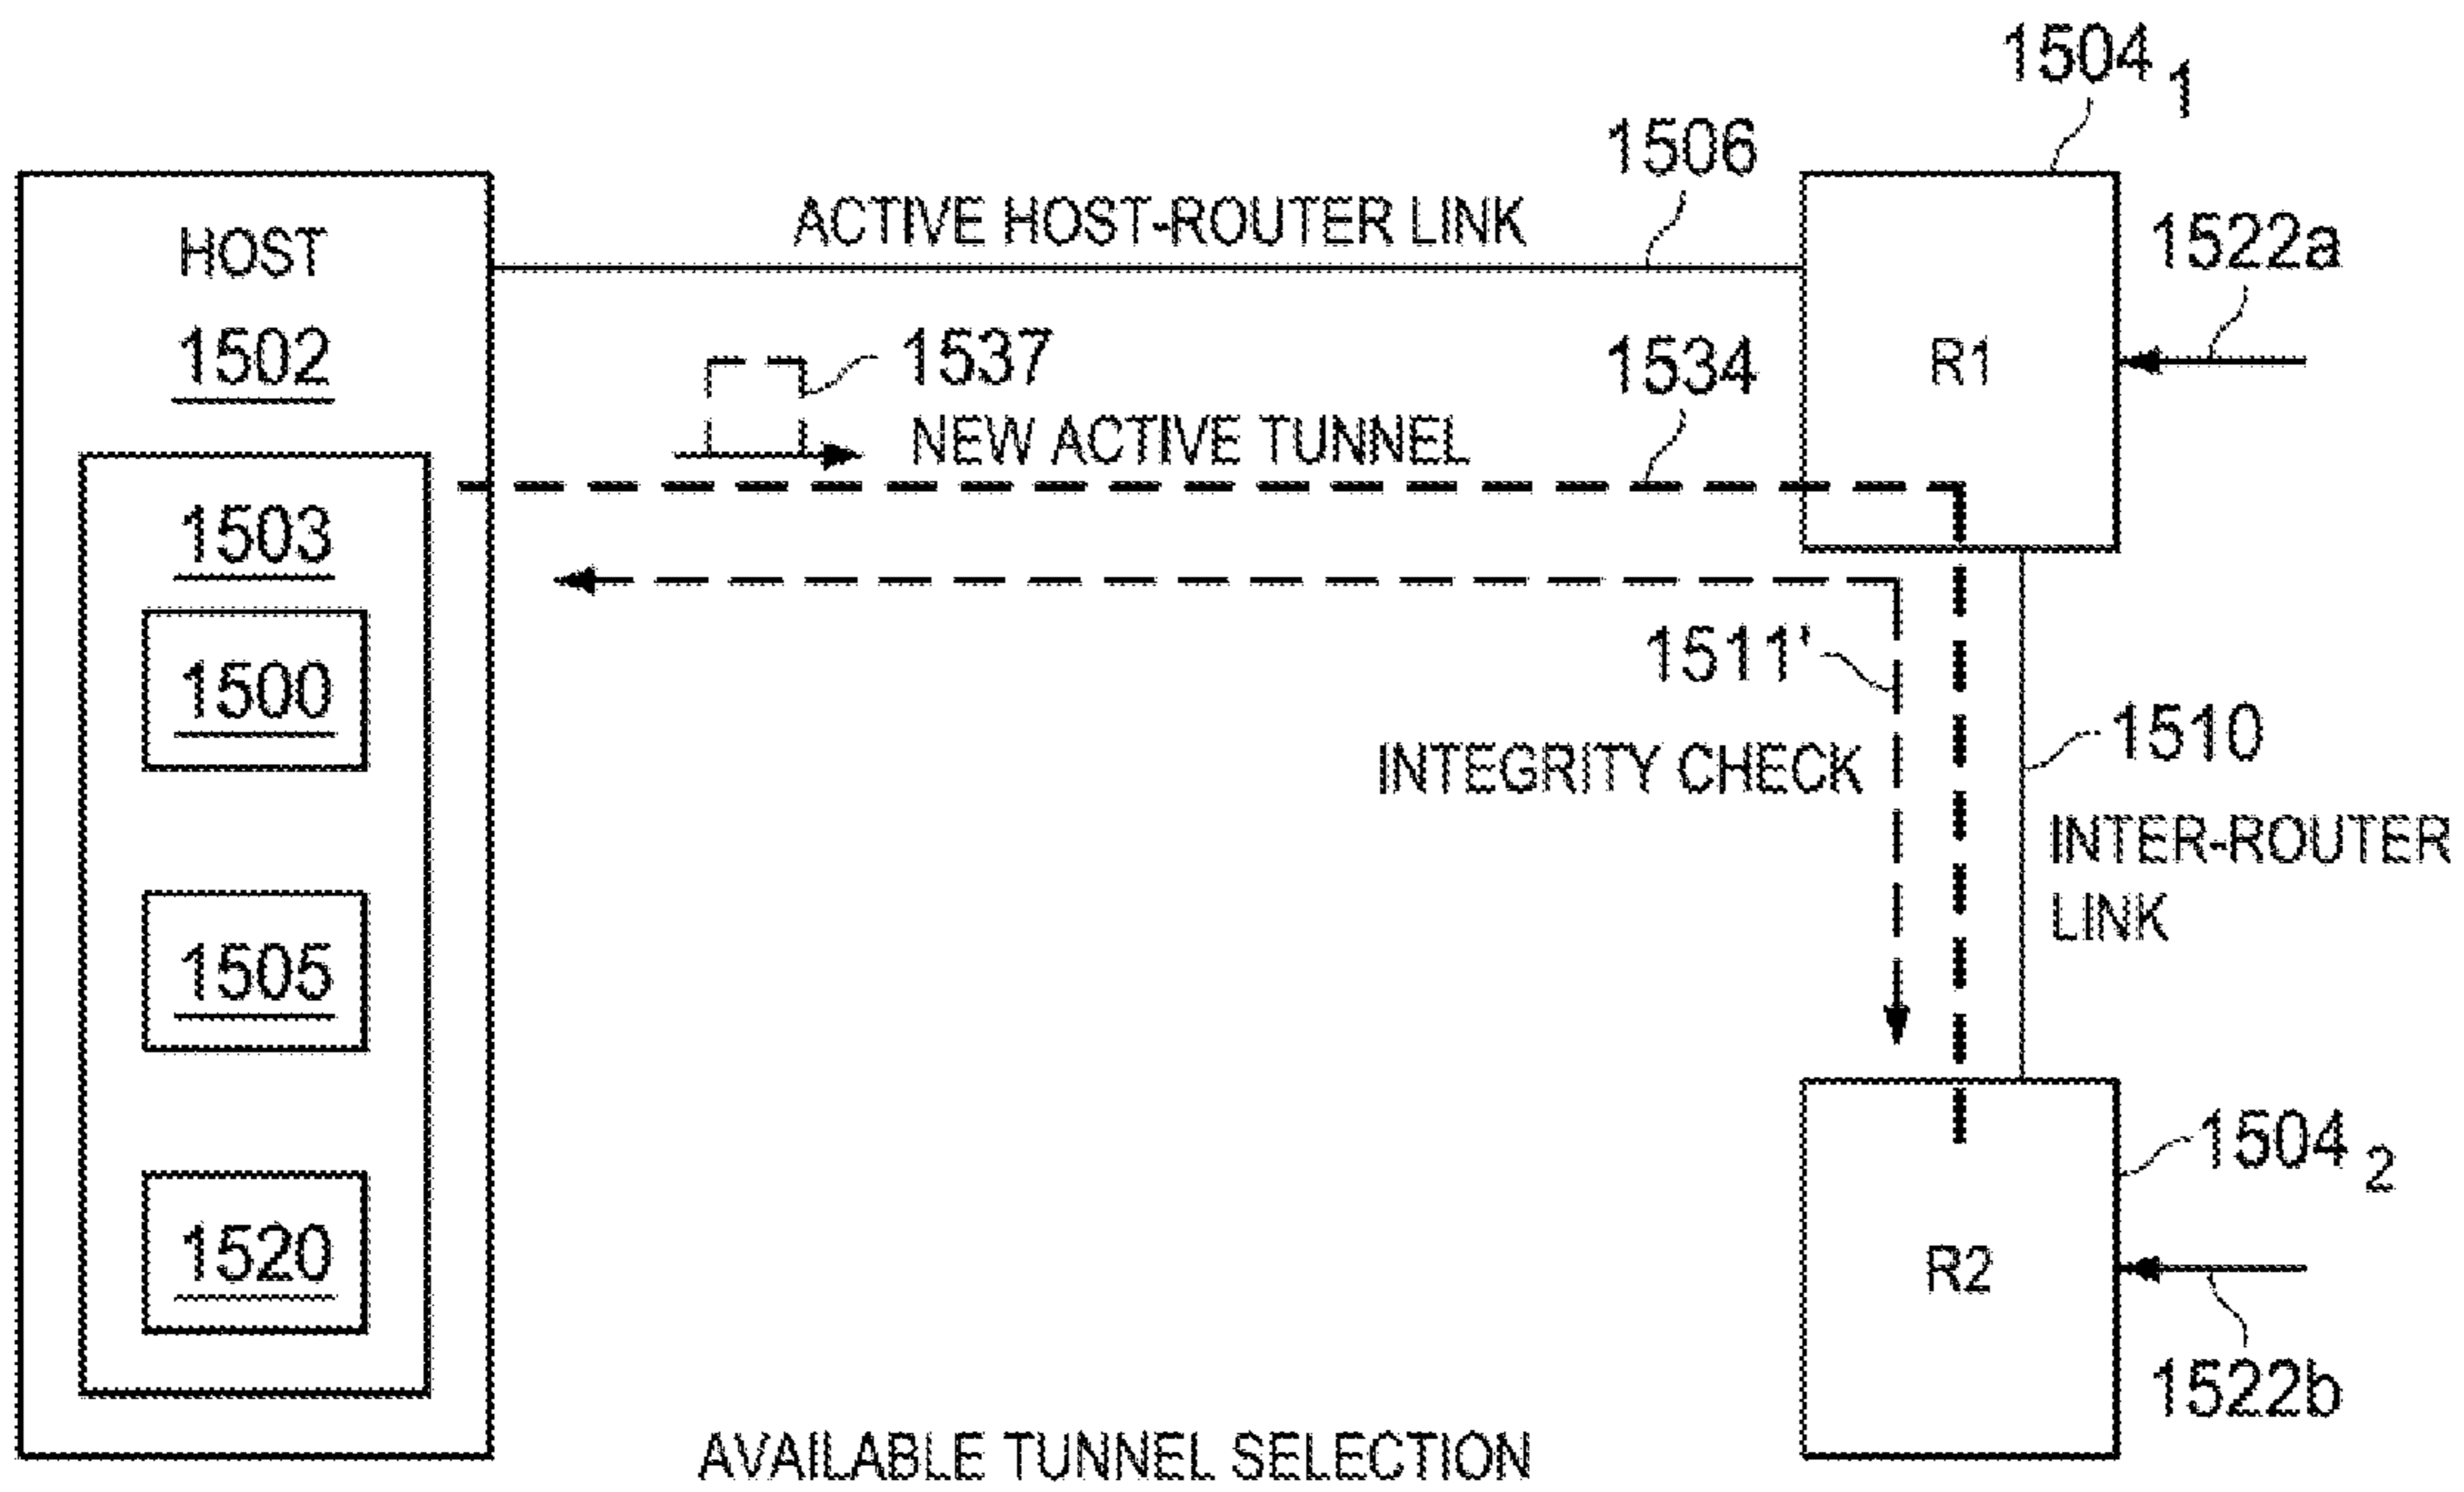 1504 1
1506
ACTIVE HOST-ROUTER LINK
HOST
1522a
1502
1537
1534
R1
NEW ACTIVE TUNNEL
1503
1511'
1500
1510
INTEGRITY CHECK
INTER-ROUTER
LINK
1505
1504 2
1520
R2
1522b
AVAILABLE TUNNEL SELECTION